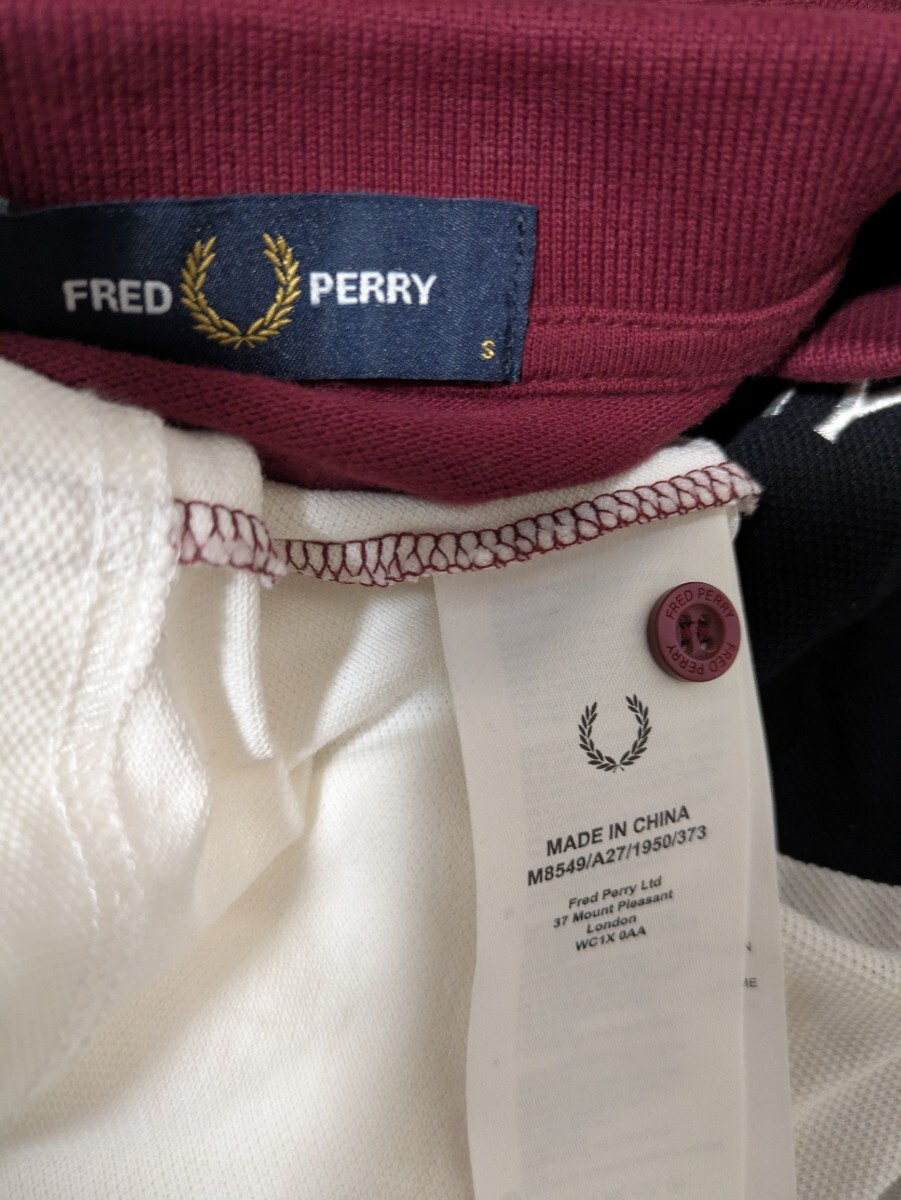 FRED PERRY
S
FRED PERRY
FRED PERRY
MADE IN CHINA
M8549/A27/1950/373
Fred Perry Ltd
37 Mount Pleasant
London
WC1X 0AA
N
ME